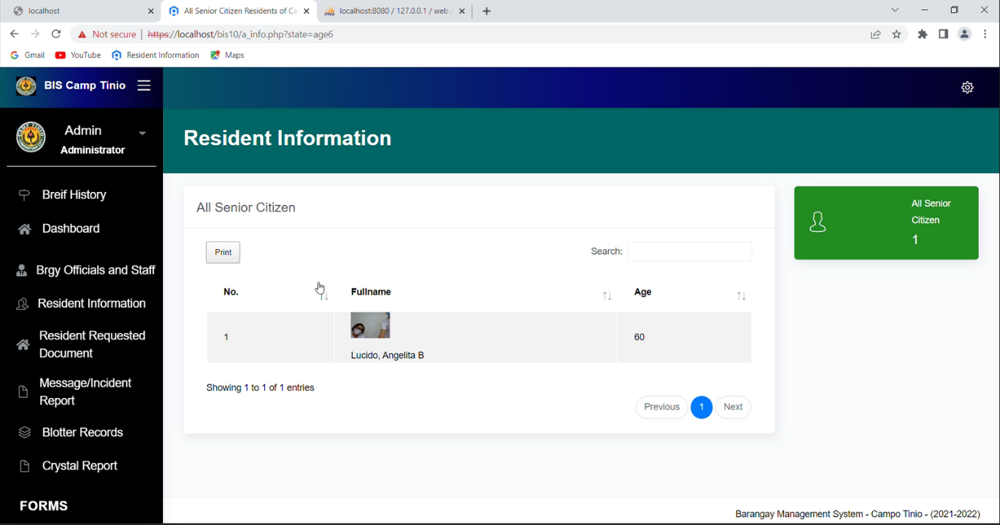 localhost
All Senior Citizen Residents of Ca
localhost:8080 / 127.0.0.1 / web
Not secure | https://localhost/bis10/a_info.php?state=age6
Gmail
YouTube
Resident Information
Maps
BIS Camp Tinio
Admin
Administrator
Breif History
Dashboard
Brgy Officials and Staff
Resident Information
Resident Requested
Document
Message/Incident
Report
Blotter Records
Crystal Report
FORMS
Resident Information
All Senior Citizen
Print
Search:
No. Fullname Age
1 60
Lucido, Angelita B
Showing 1 to 1 of 1 entries
Previous 1 Next
All Senior
Citizen
1
Barangay Management System - Campo Tinio - (2021-2022)